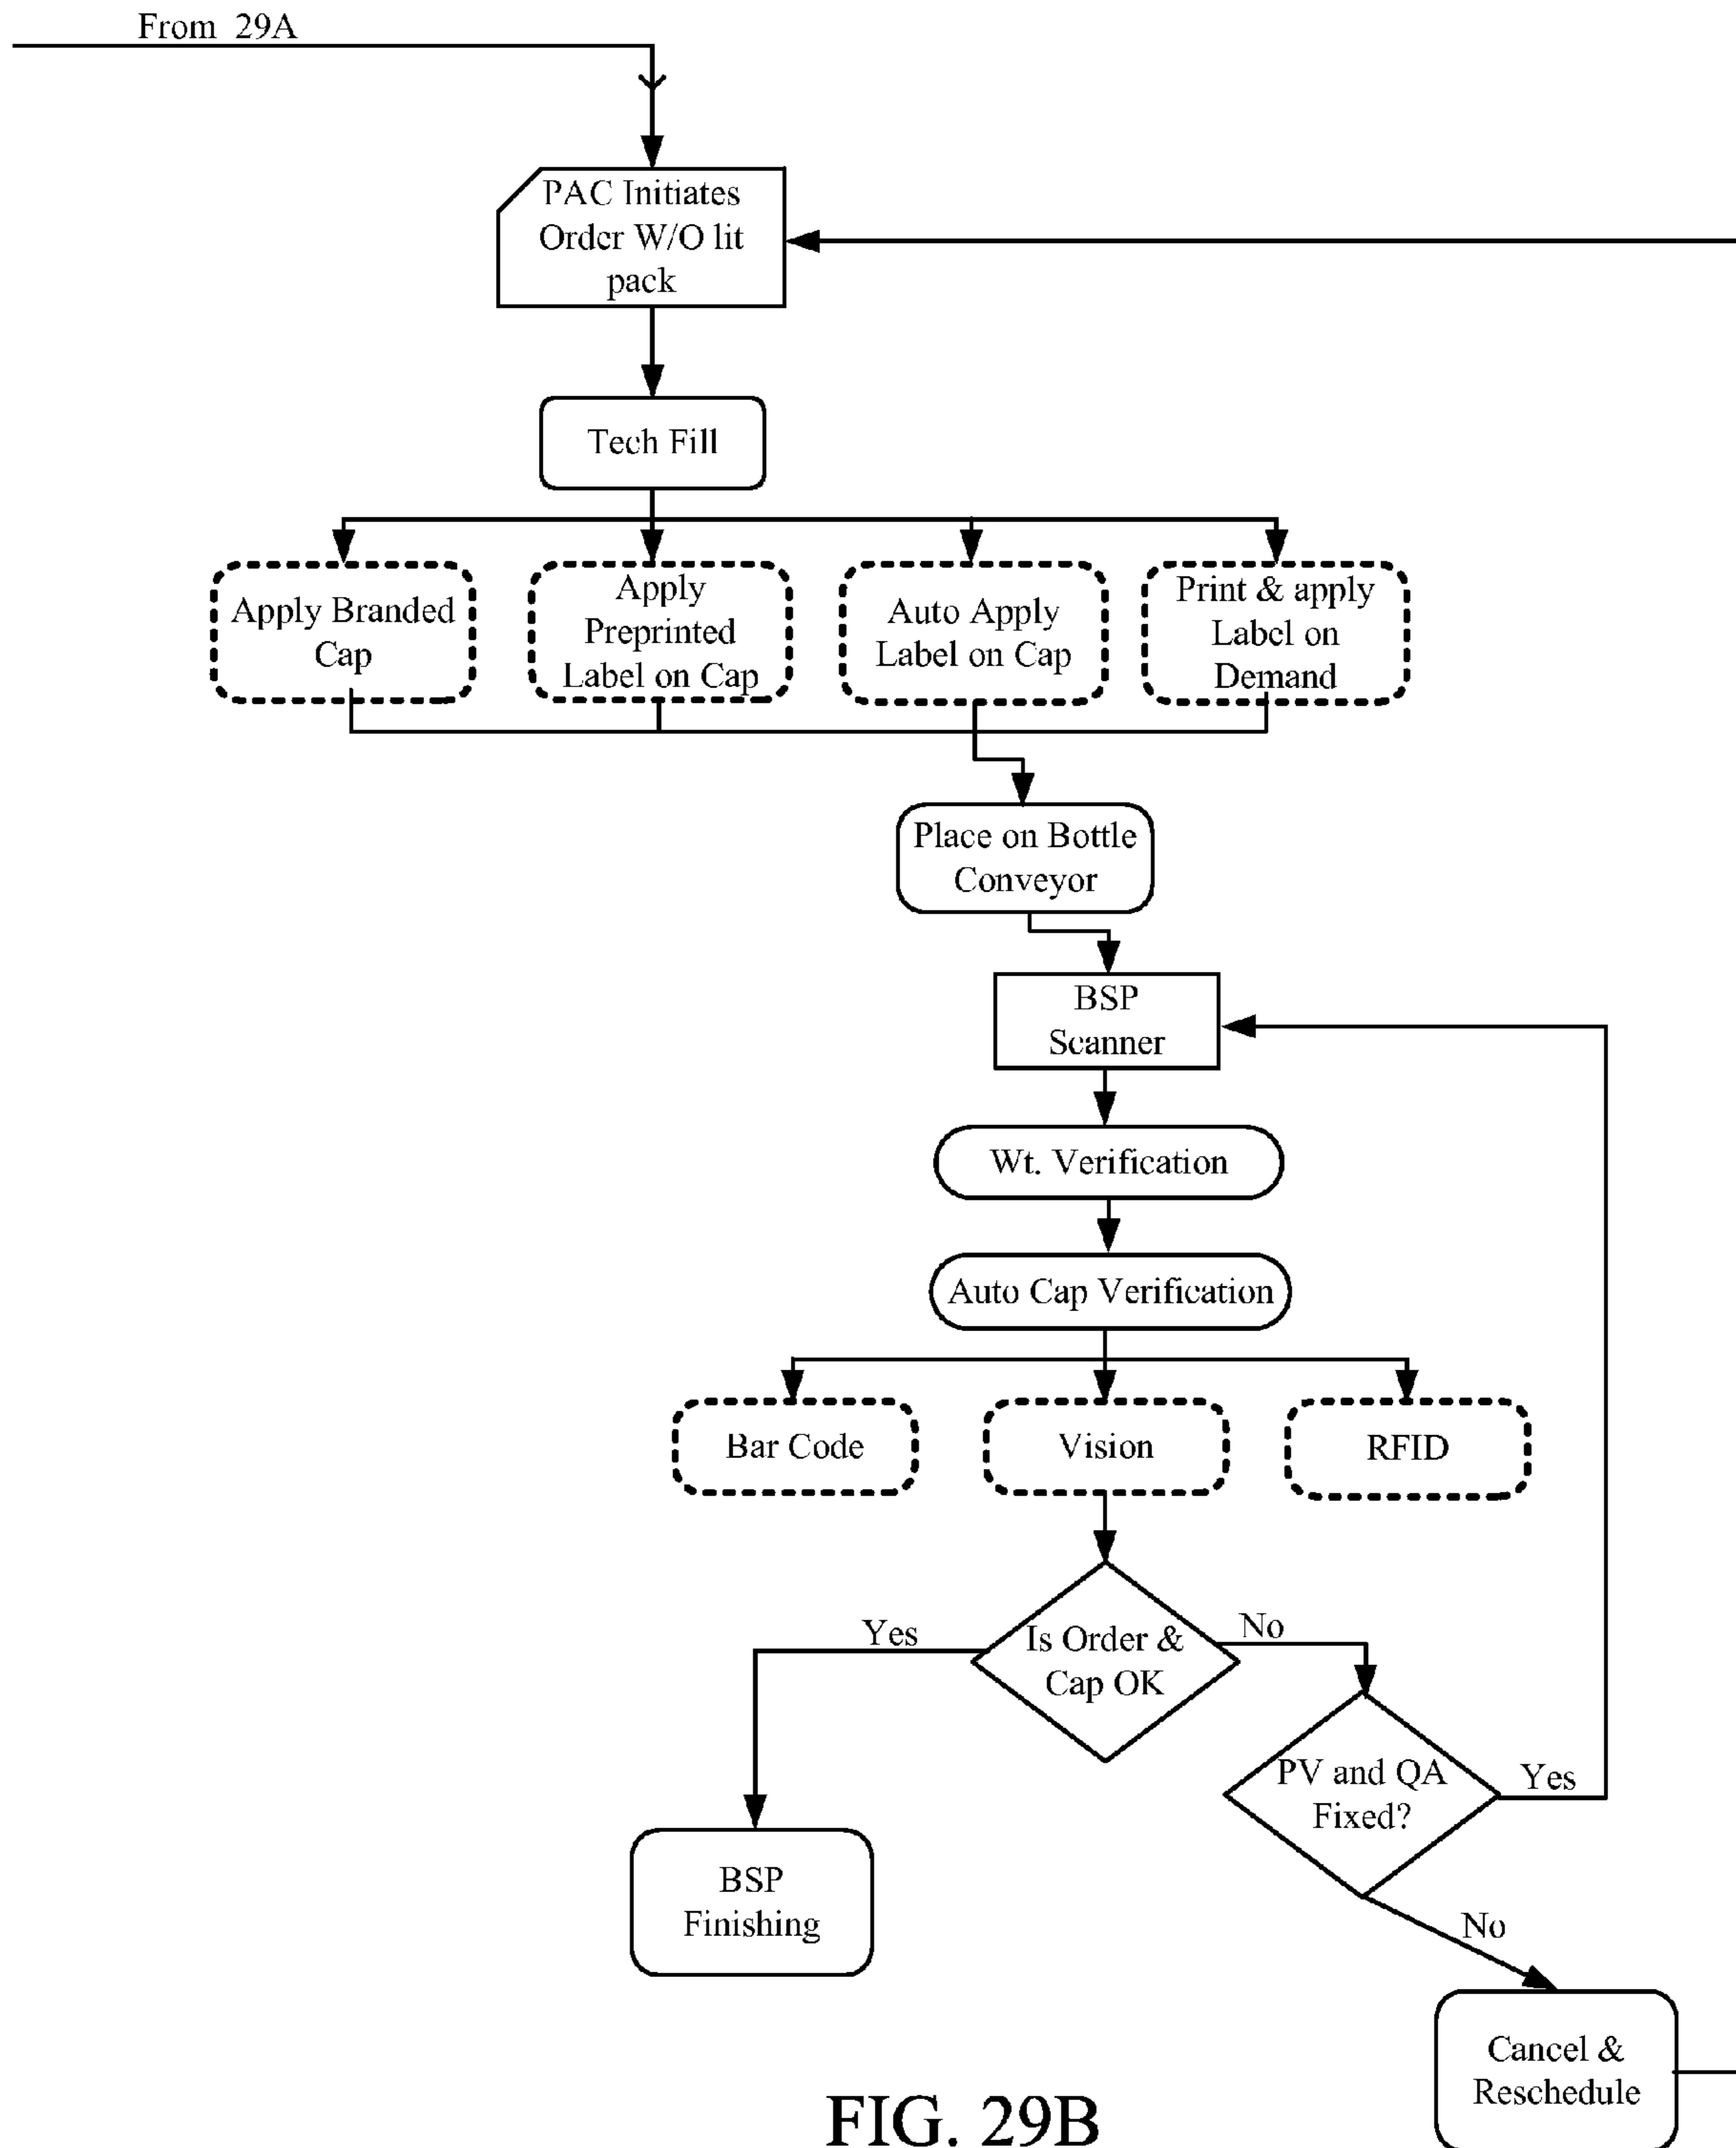 From 29A
PAC Initiates
Order W/O lit
pack
Tech Fill
Apply Branded
Cap
Apply
Preprinted
Label on Cap
Auto Apply
Label on Cap
Print & apply
Label on
Demand
Place on Bottle
Conveyor
BSP
Scanner
Wt. Verification
Auto Cap Verification
Bar Code
Vision
RFID
Yes
Is Order &
Cap OK
No
PV and QA
Fixed?
Yes
BSP
Finishing
No
Cancel &
Reschedule
FIG. 29B